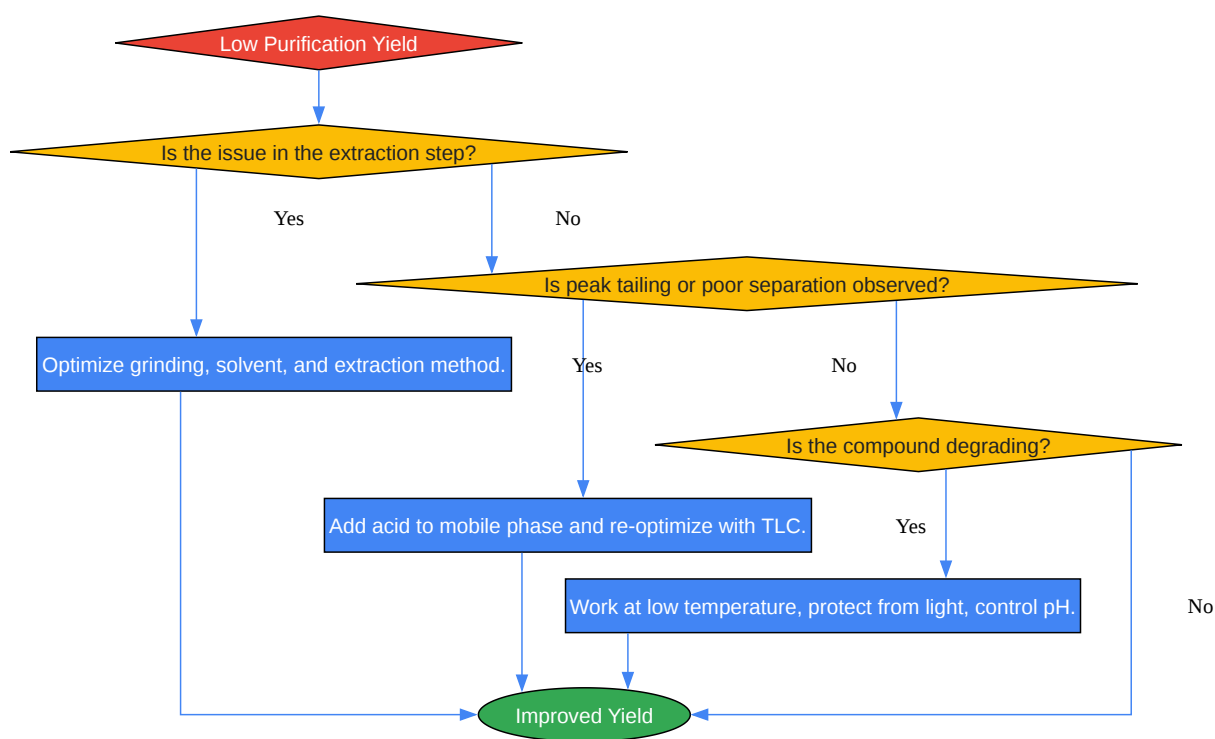 Low Purification Yield
Is the issue in the extraction step?
Yes
No
Is peak tailing or poor separation observed?
Optimize grinding, solvent, and extraction method.
Yes
No
Is the compound degrading?
Add acid to mobile phase and re-optimize with TLC.
Yes
Work at low temperature, protect from light, control pH.
No
Improved Yield